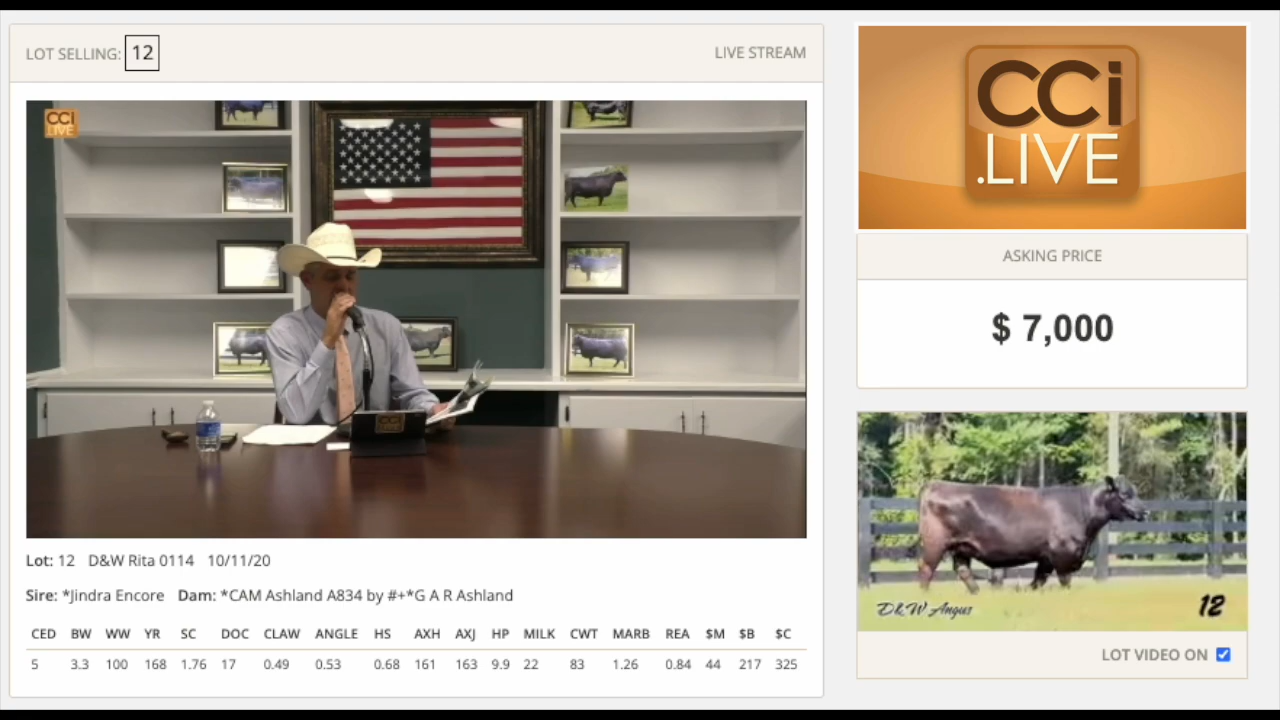 LOT SELLING: 12
LIVE STREAM
CCi
LIVE
CCi
Lot: 12 D&W Rita 0114 10/11/20
Sire: *Jindra Encore Dam: *CAM Ashland A834 by #+*G A R Ashland
CED BW WW YR SC DOC CLAW ANGLE HS AXH AXJ HP MILK CWT MARB REA $M $B $C
5 3.3 100 168 1.76 17 0.49 0.53 0.68 161 163 9.9 22 83 1.26 0.84 44 217 325
CCi
.LIVE
ASKING PRICE
$ 7,000
D&W Angus 12
LOT VIDEO ON